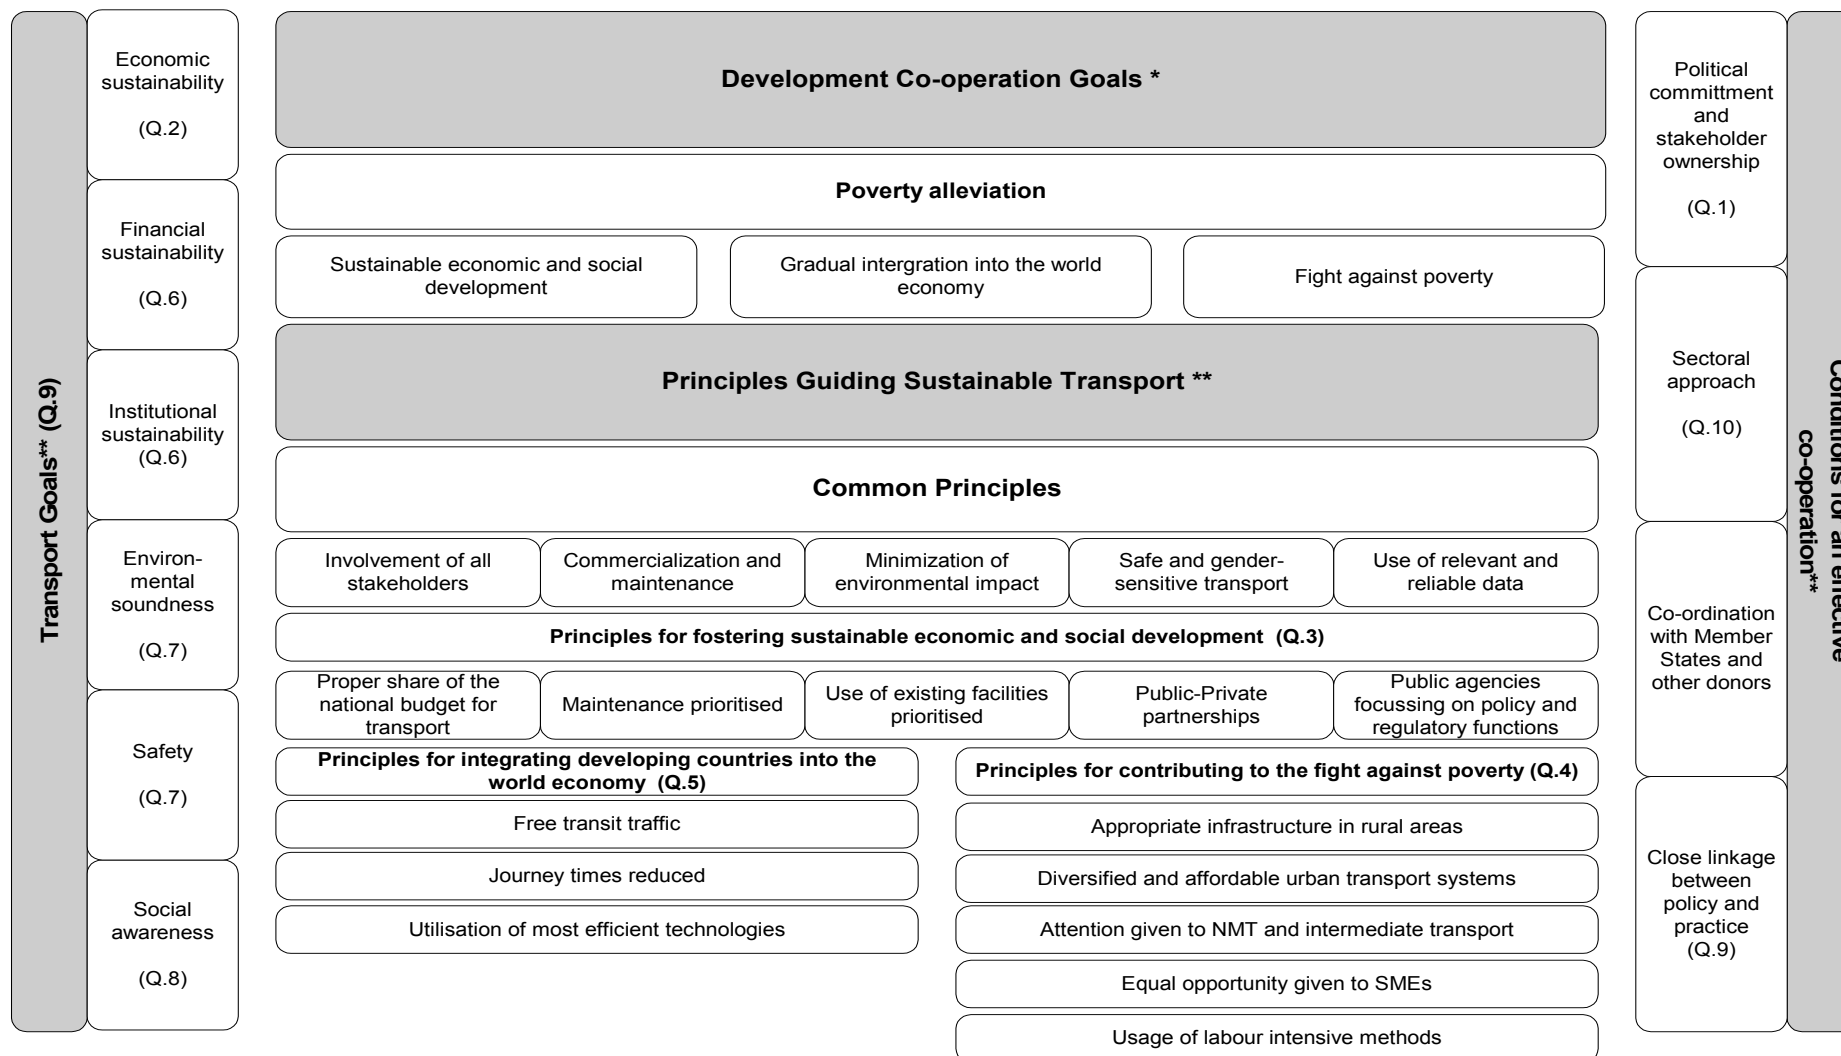 Transport Goals** (Q.9)
Economic
sustainability
(Q.2)
Financial
sustainability
(Q.6)
Institutional
sustainability
(Q.6)
Environ-
mental
soundness
(Q.7)
Safety
(Q.7)
Social
awareness
(Q.8)
Development Co-operation Goals *
Poverty alleviation
Sustainable economic and social
development
Gradual intergration into the world
economy
Fight against poverty
Principles Guiding Sustainable Transport **
Common Principles
Involvement of all
stakeholders
Commercialization and
maintenance
Minimization of
environmental impact
Safe and gender-
sensitive transport
Use of relevant and
reliable data
Principles for fostering sustainable economic and social development (Q.3)
Proper share of the
national budget for
transport
Maintenance prioritised
Use of existing facilities
prioritised
Public-Private
partnerships
Public agencies
focussing on policy and
regulatory functions
Principles for integrating developing countries into the
world economy (Q.5)
Free transit traffic
Journey times reduced
Utilisation of most efficient technologies
Principles for contributing to the fight against poverty (Q.4)
Appropriate infrastructure in rural areas
Diversified and affordable urban transport systems
Attention given to NMT and intermediate transport
Equal opportunity given to SMEs
Usage of labour intensive methods
Political
committment
and
stakeholder
ownership
(Q.1)
Sectoral
approach
(Q.10)
Co-ordination
with Member
States and
other donors
Close linkage
between
policy and
practice
(Q.9)
Conditions for an effective
co-operation**